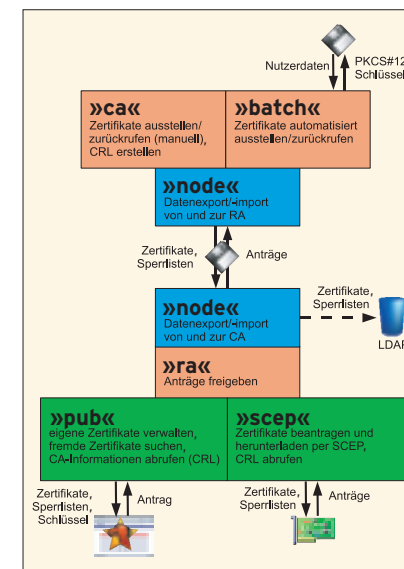 Nutzerdaten
PKCS#12
Schlüssel
»ca«
Zertifikate ausstellen/
zurückrufen (manuell),
CRL erstellen
»batch«
Zertifikate automatisiert
ausstellen/zurückrufen
»node«
Datenexport/-import
von und zur RA
Zertifikate,
Sperrlisten
Anträge
»node«
Datenexport/-import
von und zur CA
Zertifikate,
Sperrlisten
LDAP
»ra«
Anträge freigeben
»pub«
eigene Zertifikate verwalten,
fremde Zertifikate suchen,
CA-Informationen abrufen (CRL)
»scep«
Zertifikate beantragen und
herunterladen per SCEP,
CRL abrufen
Zertifikate,
Sperrlisten,
Schlüssel
Antrag
Zertifikate,
Sperrlisten
Anträge